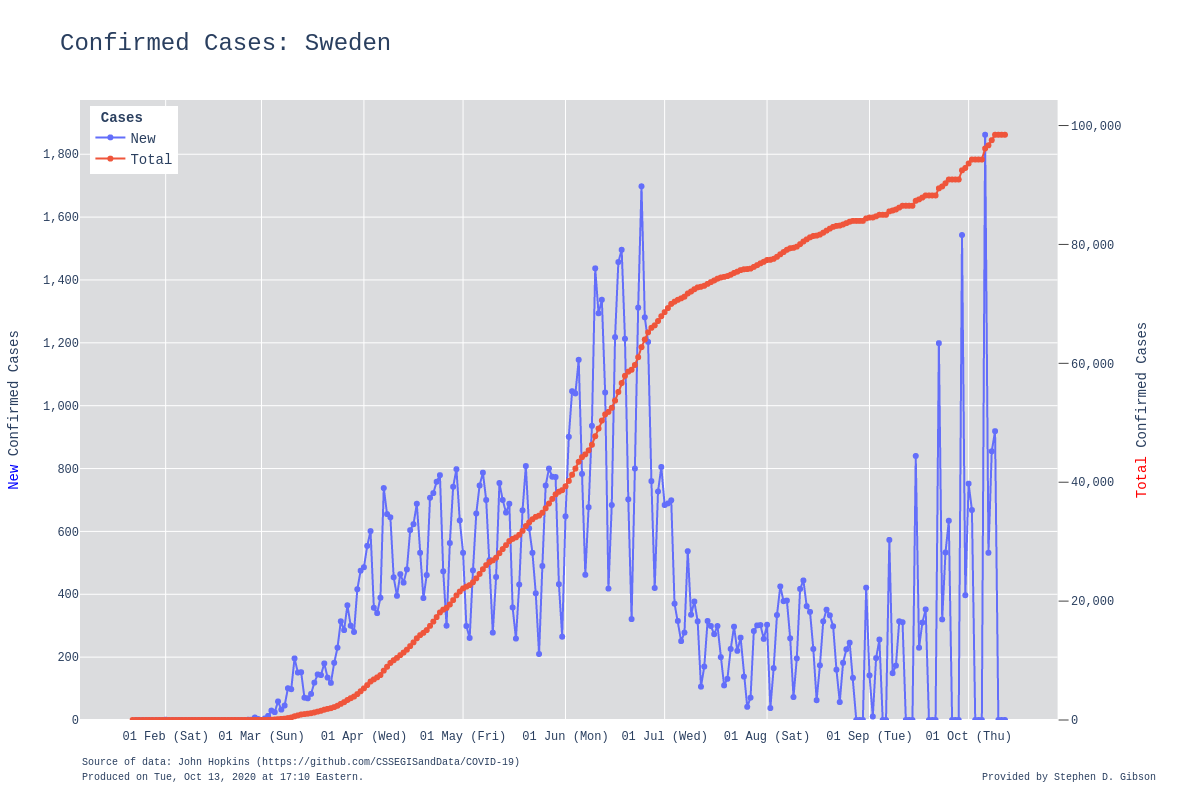 Confirmed Cases: Sweden
Cases
New
Total
1,800
1,600
1,400
1,200
1,000
800
600
400
200
0
100,000
80,000
60,000
40,000
20,000
0
New Confirmed Cases
Total Confirmed Cases
01 Feb (Sat) 01 Mar (Sun) 01 Apr (Wed) 01 May (Fri) 01 Jun (Mon) 01 Jul (Wed) 01 Aug (Sat) 01 Sep (Tue) 01 Oct (Thu)
Source of data: John Hopkins (https://github.com/CSSEGISandData/COVID-19)
Produced on Tue, Oct 13, 2020 at 17:10 Eastern.
Provided by Stephen D. Gibson